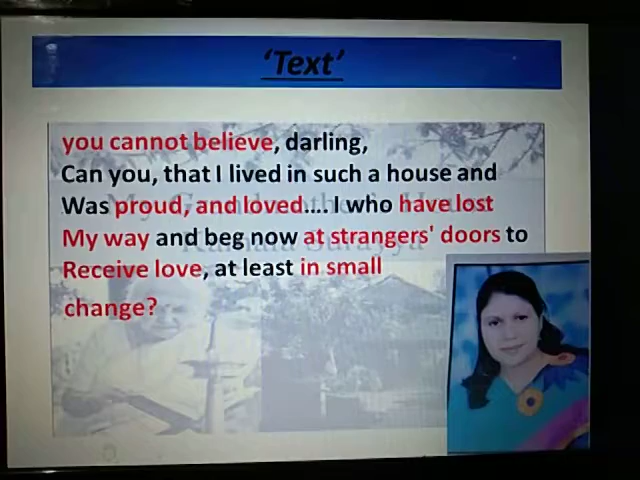 ‘Text’
you cannot believe, darling,
Can you, that I lived in such a house and
Was proud, and loved.... I who have lost
My way and beg now at strangers' doors to
Receive love, at least in small
change?